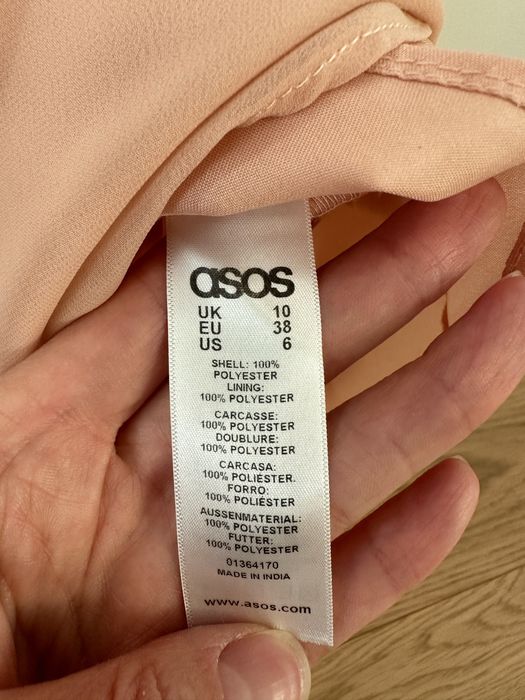 asos
UK 10
EU 38
US 6
SHELL: 100%
POLYESTER
LINING:
100% POLYESTER
CARCASSE:
100% POLYESTER
DOUBLURE:
100% POLYESTER
CARCASA:
100% POLIÉSTER.
FORRO:
100% POLIÉSTER
AUSSENMATERIAL:
100% POLYESTER
FUTTER:
100% POLYESTER
01364170
MADE IN INDIA
www.asos.com